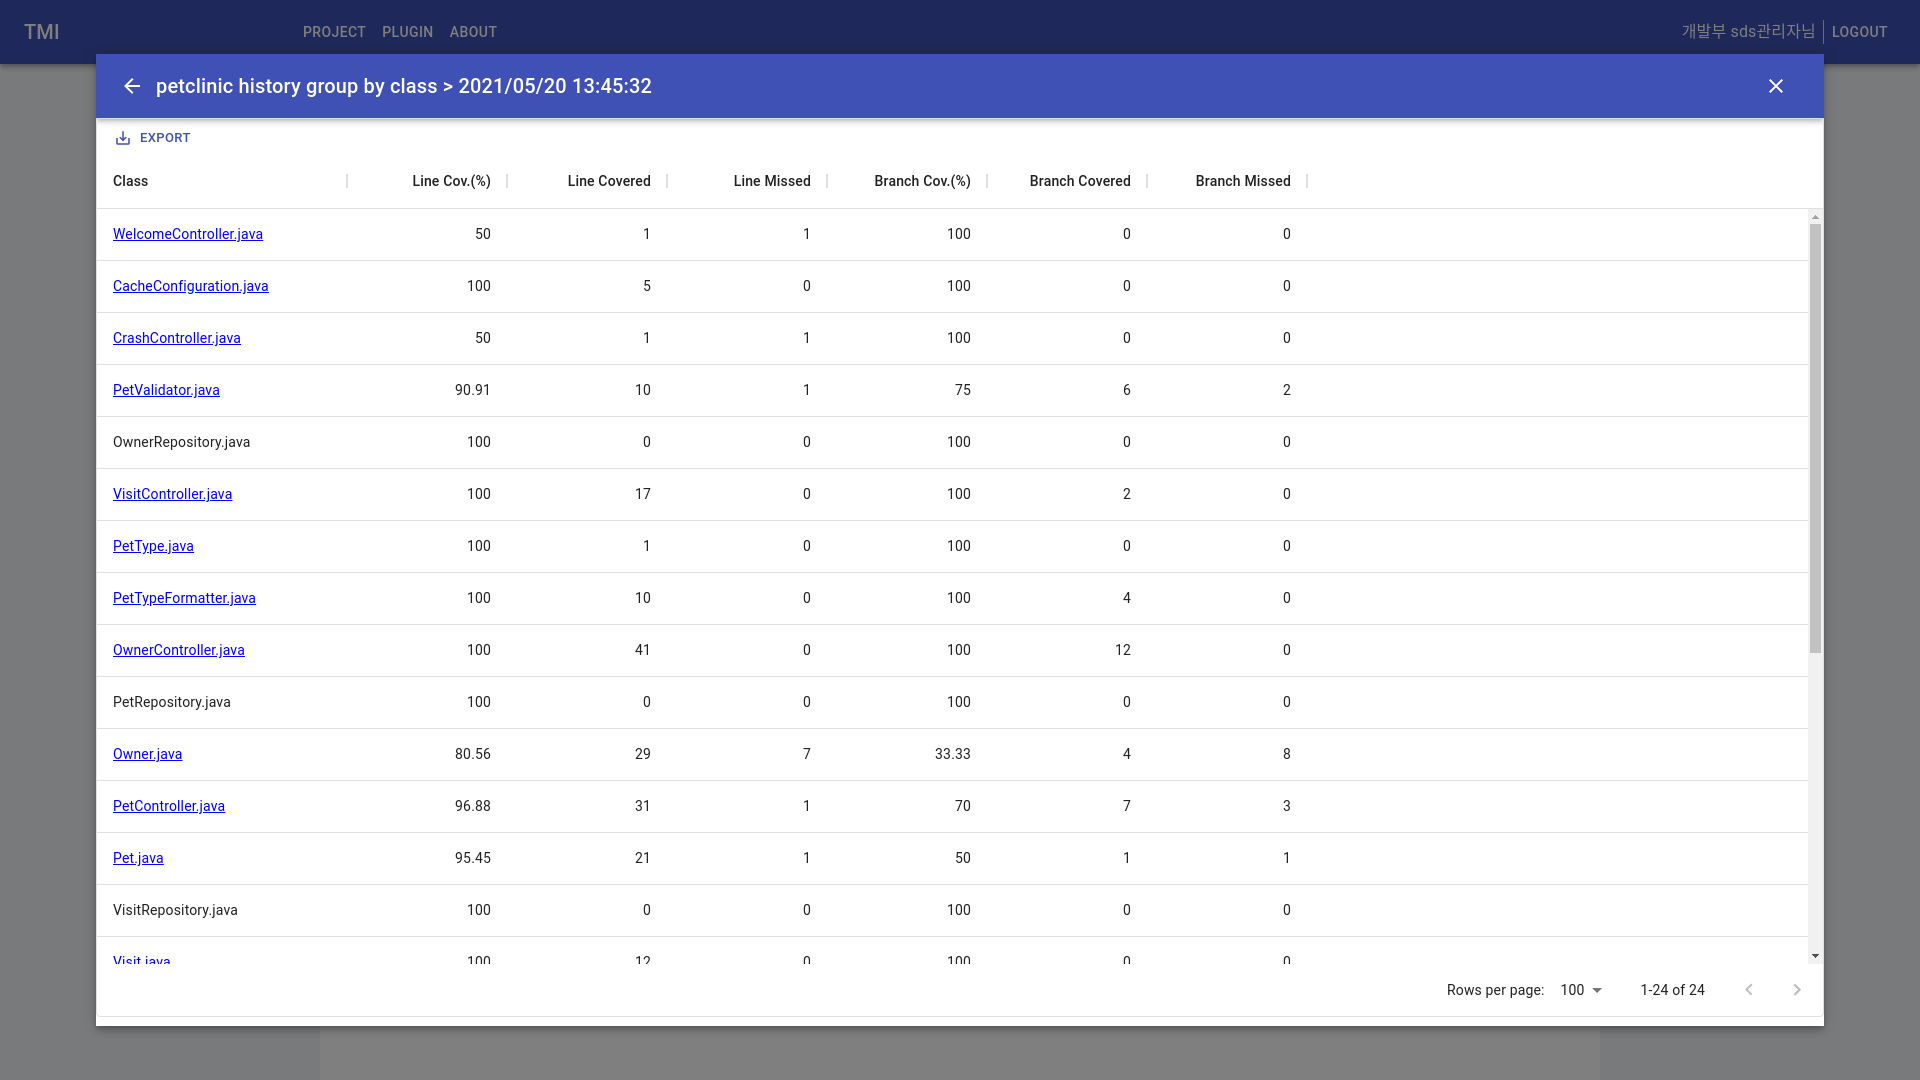 TMI PROJECT PLUGIN ABOUT 개발부 sds관리자님 LOGOUT
petclinic history group by class > 2021/05/20 13:45:32
EXPORT
Class Line Cov.(%) Line Covered Line Missed Branch Cov.(%) Branch Covered Branch Missed
WelcomeController.java 50 1 1 100 0 0
CacheConfiguration.java 100 5 0 100 0 0
CrashController.java 50 1 1 100 0 0
PetValidator.java 90.91 10 1 75 6 2
OwnerRepository.java 100 0 0 100 0 0
VisitController.java 100 17 0 100 2 0
PetType.java 100 1 0 100 0 0
PetTypeFormatter.java 100 10 0 100 4 0
OwnerController.java 100 41 0 100 12 0
PetRepository.java 100 0 0 100 0 0
Owner.java 80.56 29 7 33.33 4 8
PetController.java 96.88 31 1 70 7 3
Pet.java 95.45 21 1 50 1 1
VisitRepository.java 100 0 0 100 0 0
Visit.java 100 12 0 100 0 0
Rows per page: 100 1-24 of 24